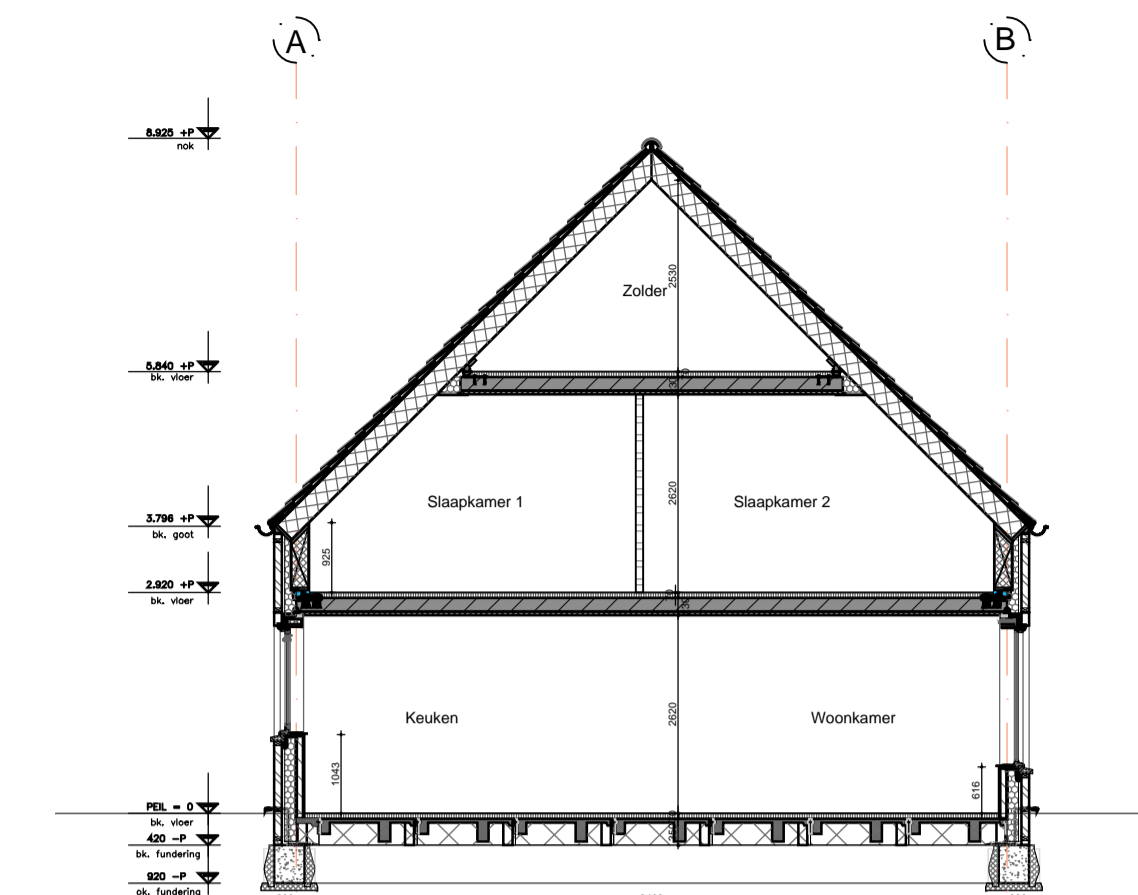 A
B
8.925 +P
nok
2530
Zolder
5.840 +P
bk. vloer
Slaapkamer 1
2620
Slaapkamer 2
3.796 +P
bk. goot
925
2.920 +P
bk. vloer
Keuken
2620
Woonkamer
1043
616
PEIL = 0
bk. vloer
420 -P
bk. fundering
920 -P
ok. fundering